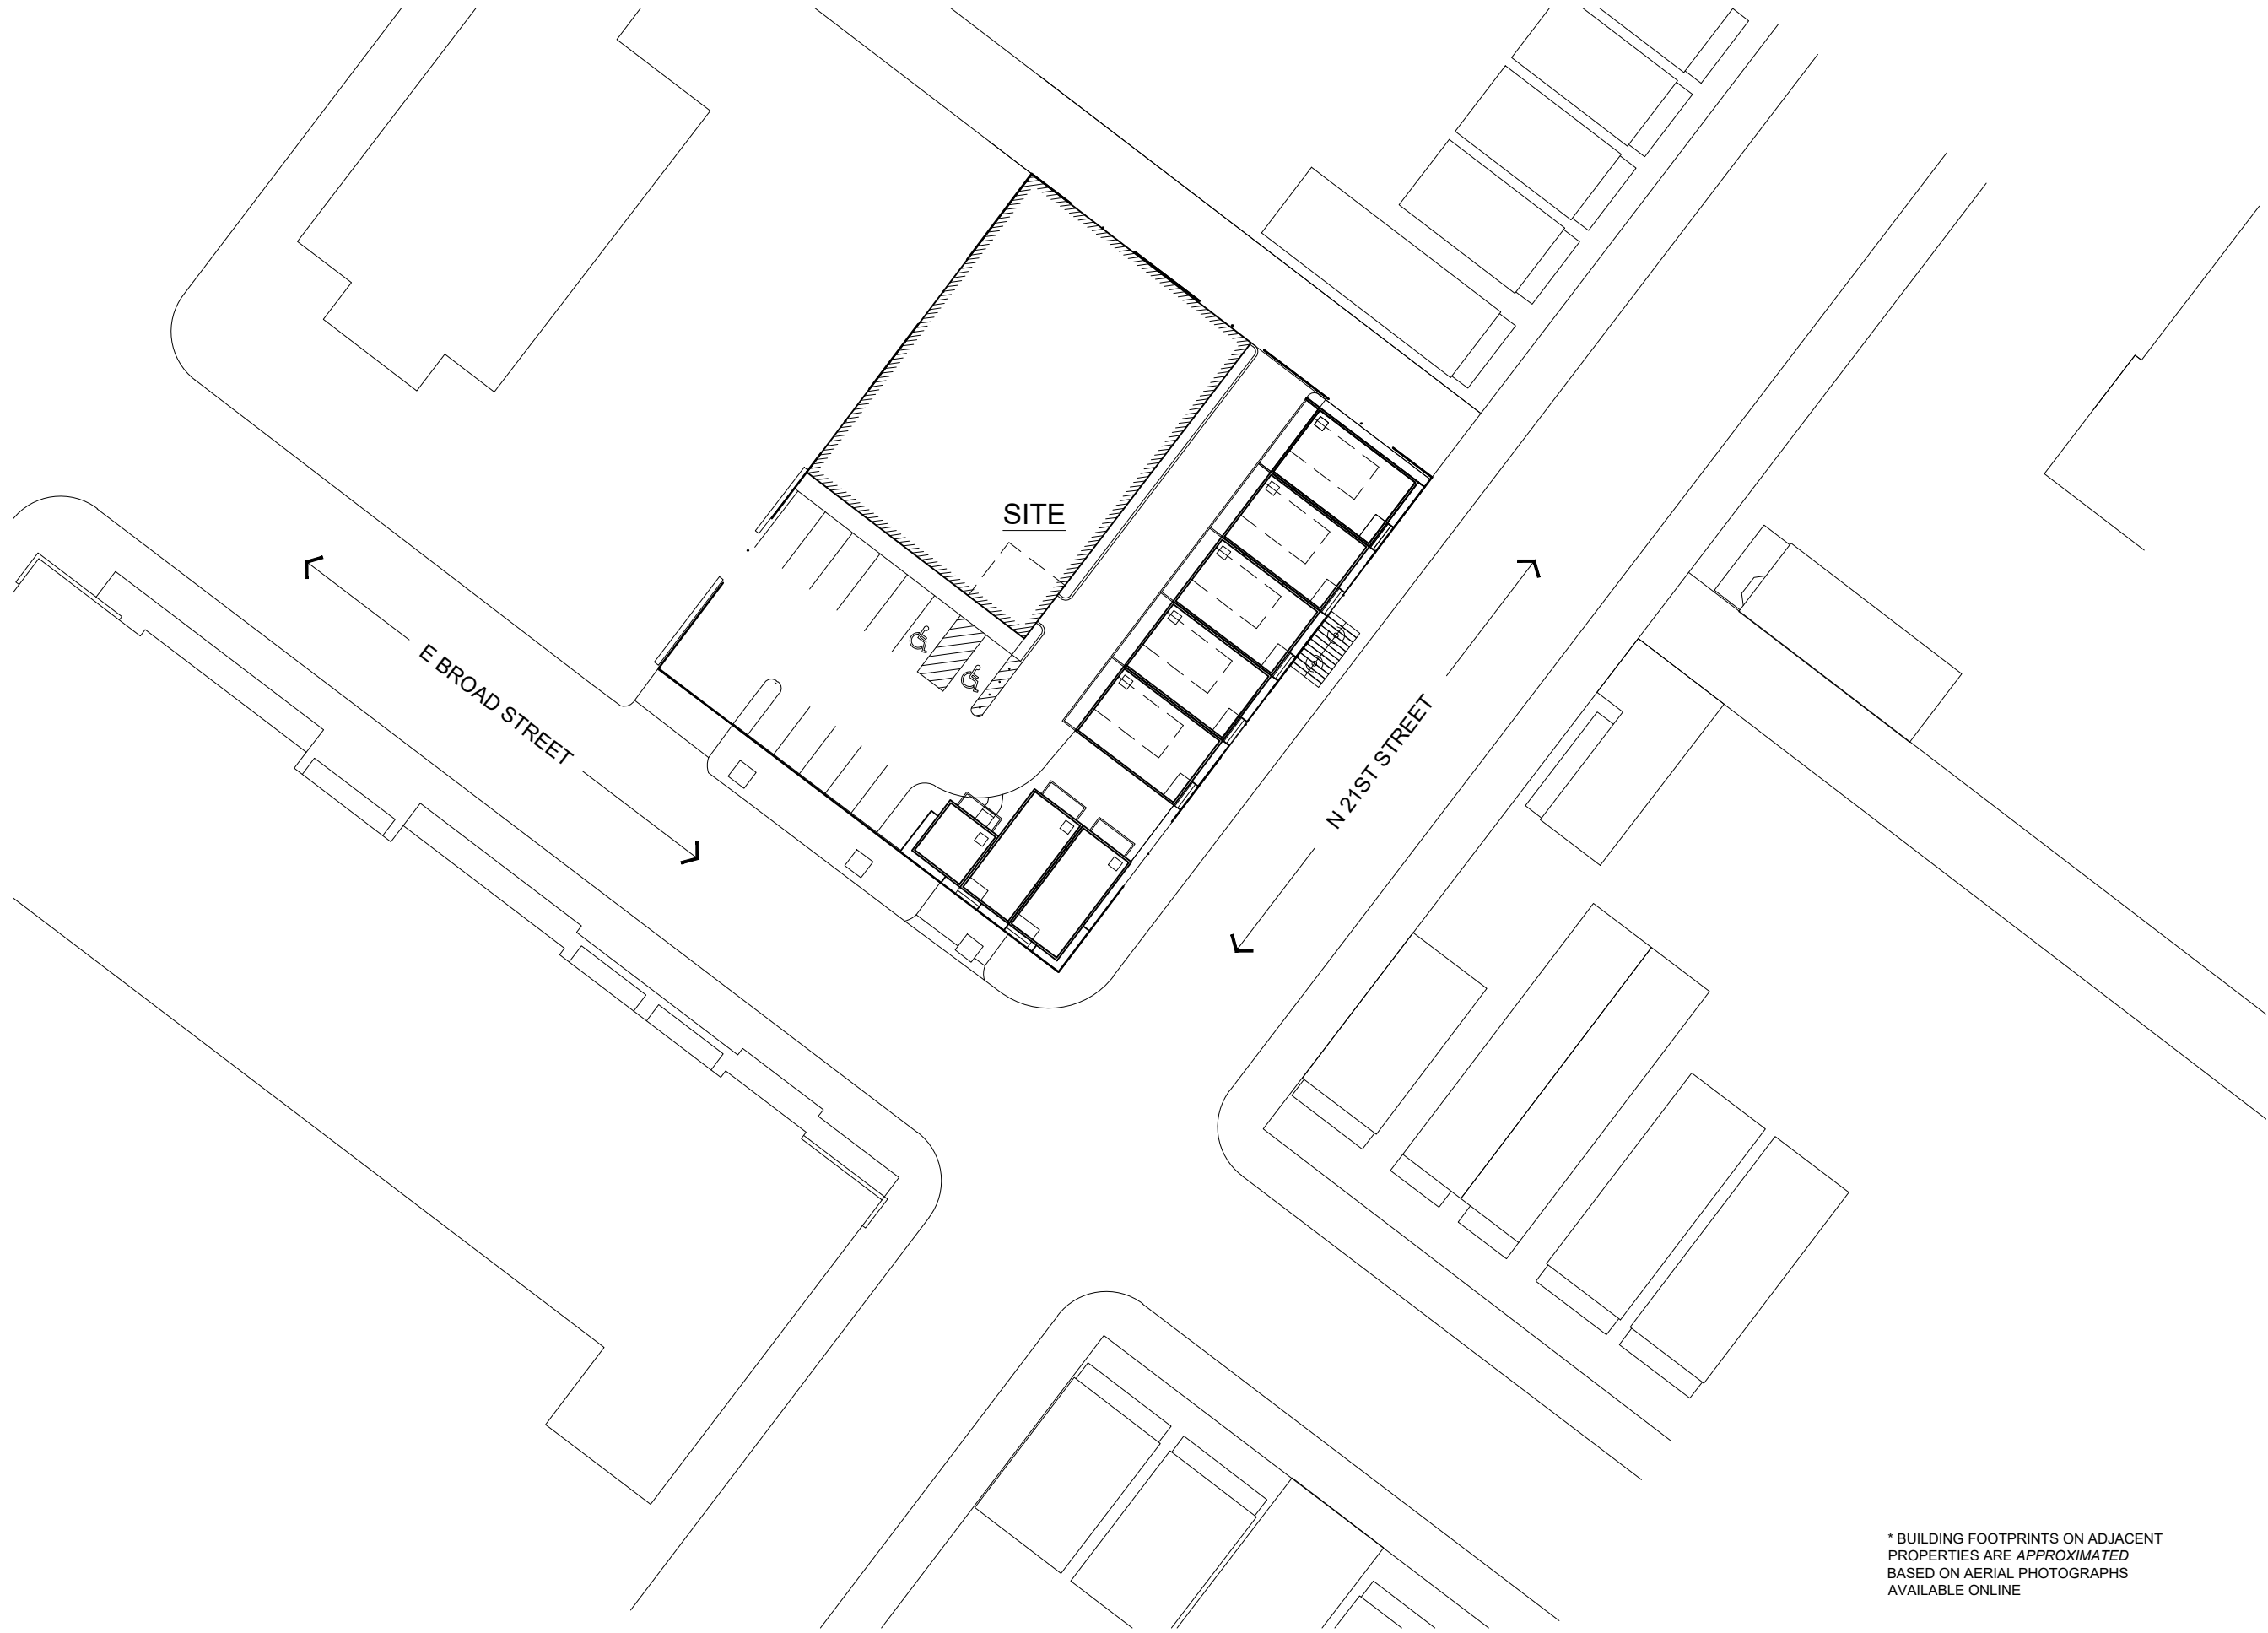 SITE
E BROAD STREET
N 21ST STREET
* BUILDING FOOTPRINTS ON ADJACENT
PROPERTIES ARE APPROXIMATED
BASED ON AERIAL PHOTOGRAPHS
AVAILABLE ONLINE